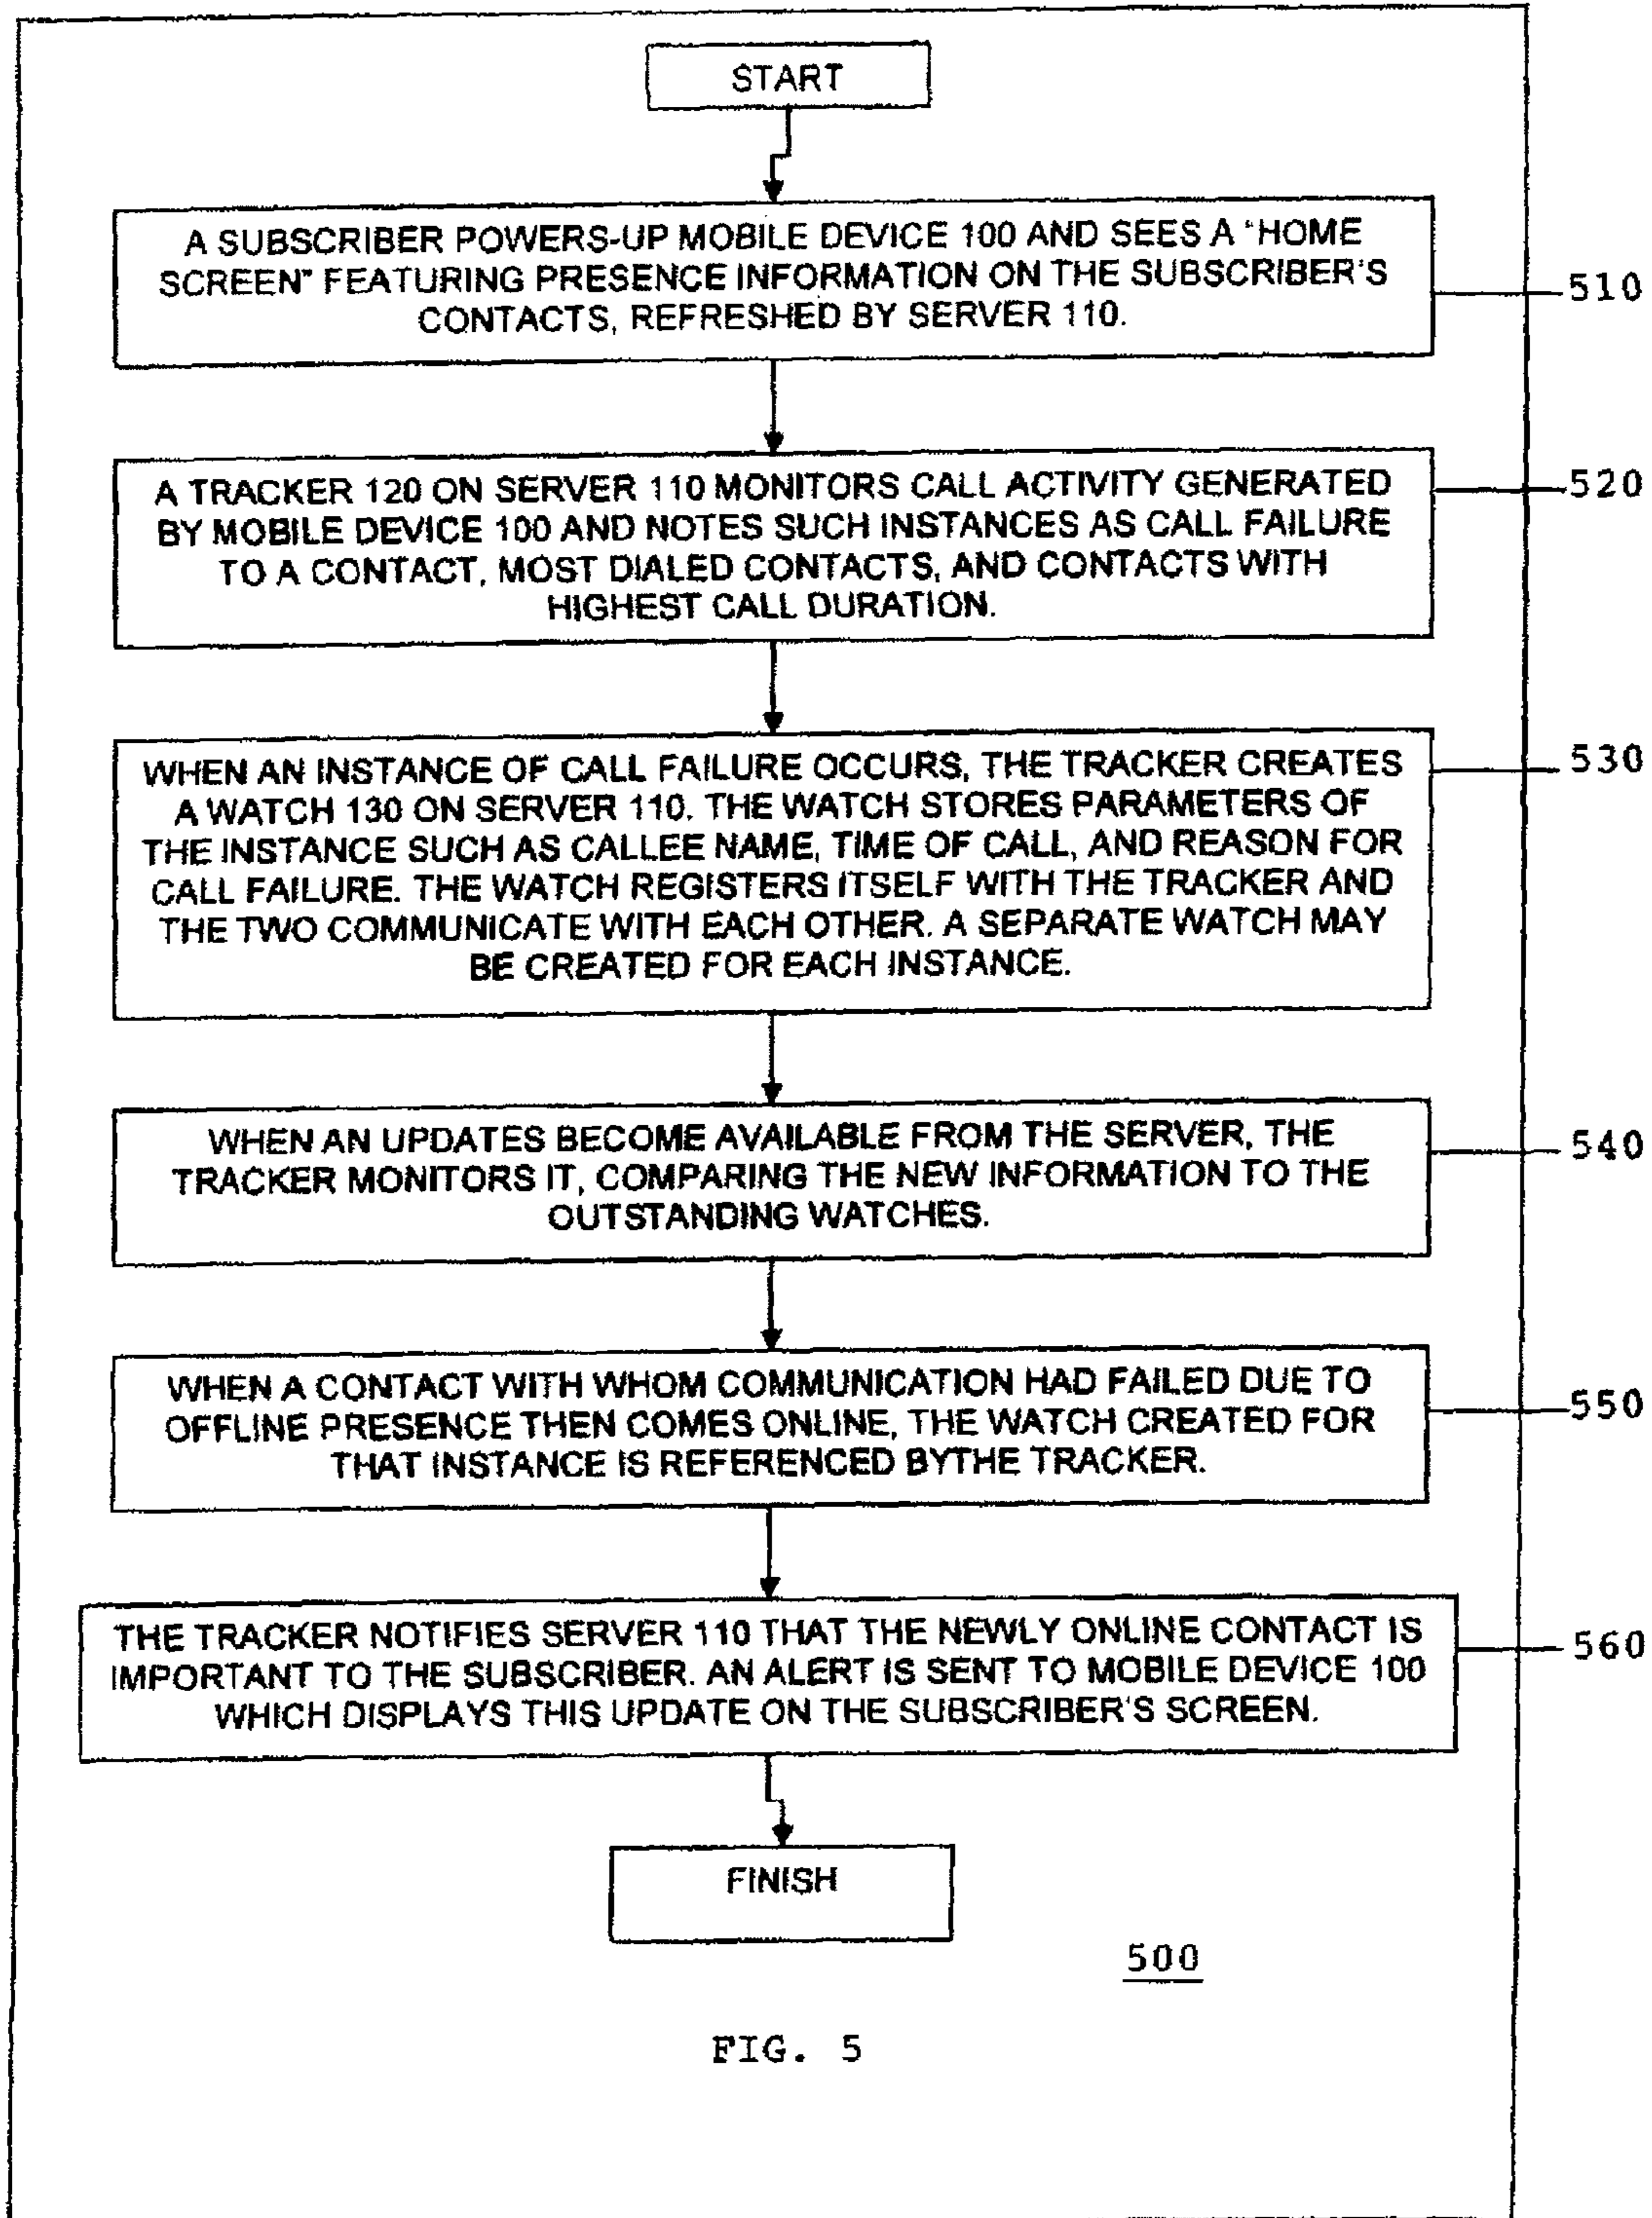 START
A SUBSCRIBER POWERS-UP MOBILE DEVICE 100 AND SEES A "HOME
SCREEN" FEATURING PRESENCE INFORMATION ON THE SUBSCRIBER'S
CONTACTS, REFRESHED BY SERVER 110.
510
A TRACKER 120 ON SERVER 110 MONITORS CALL ACTIVITY GENERATED
BY MOBILE DEVICE 100 AND NOTES SUCH INSTANCES AS CALL FAILURE
TO A CONTACT, MOST DIALED CONTACTS, AND CONTACTS WITH
HIGHEST CALL DURATION.
520
WHEN AN INSTANCE OF CALL FAILURE OCCURS, THE TRACKER CREATES
A WATCH 130 ON SERVER 110. THE WATCH STORES PARAMETERS OF
THE INSTANCE SUCH AS CALLEE NAME, TIME OF CALL, AND REASON FOR
CALL FAILURE. THE WATCH REGISTERS ITSELF WITH THE TRACKER AND
THE TWO COMMUNICATE WITH EACH OTHER. A SEPARATE WATCH MAY
BE CREATED FOR EACH INSTANCE.
530
WHEN AN UPDATES BECOME AVAILABLE FROM THE SERVER, THE
TRACKER MONITORS IT, COMPARING THE NEW INFORMATION TO THE
OUTSTANDING WATCHES.
540
WHEN A CONTACT WITH WHOM COMMUNICATION HAD FAILED DUE TO
OFFLINE PRESENCE THEN COMES ONLINE, THE WATCH CREATED FOR
THAT INSTANCE IS REFERENCED BYTHE TRACKER.
550
THE TRACKER NOTIFIES SERVER 110 THAT THE NEWLY ONLINE CONTACT IS
IMPORTANT TO THE SUBSCRIBER. AN ALERT IS SENT TO MOBILE DEVICE 100
WHICH DISPLAYS THIS UPDATE ON THE SUBSCRIBER'S SCREEN.
560
FINISH
500
FIG. 5